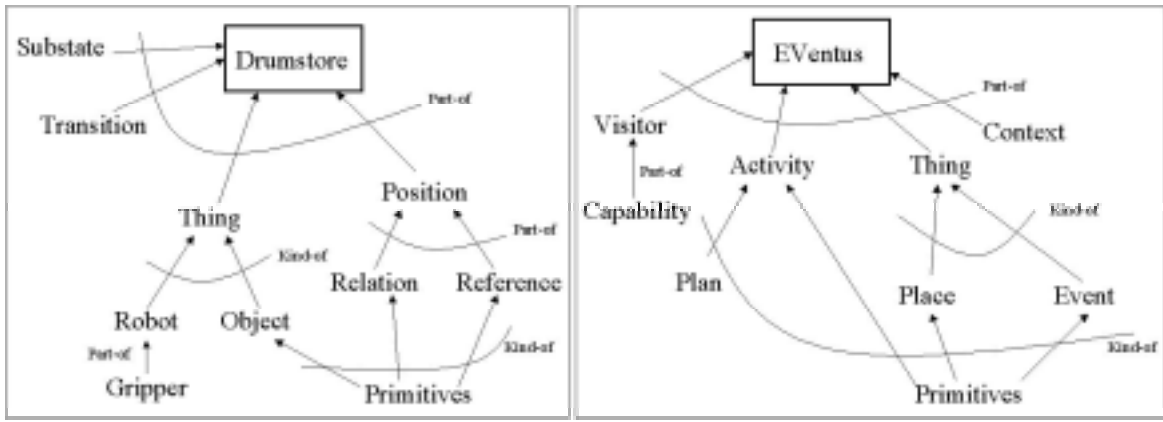 Substate
Drumstore
Part-of
Transition
Position
Thing
Part-of
Kind-of
Relation
Reference
Robot
Object
Kind-of
Part-of
Gripper
Primitives
EVentus
Part-of
Visitor
Context
Activity
Thing
Part-of
Capability
Kind-of
Plan
Place
Event
Kind-of
Primitives